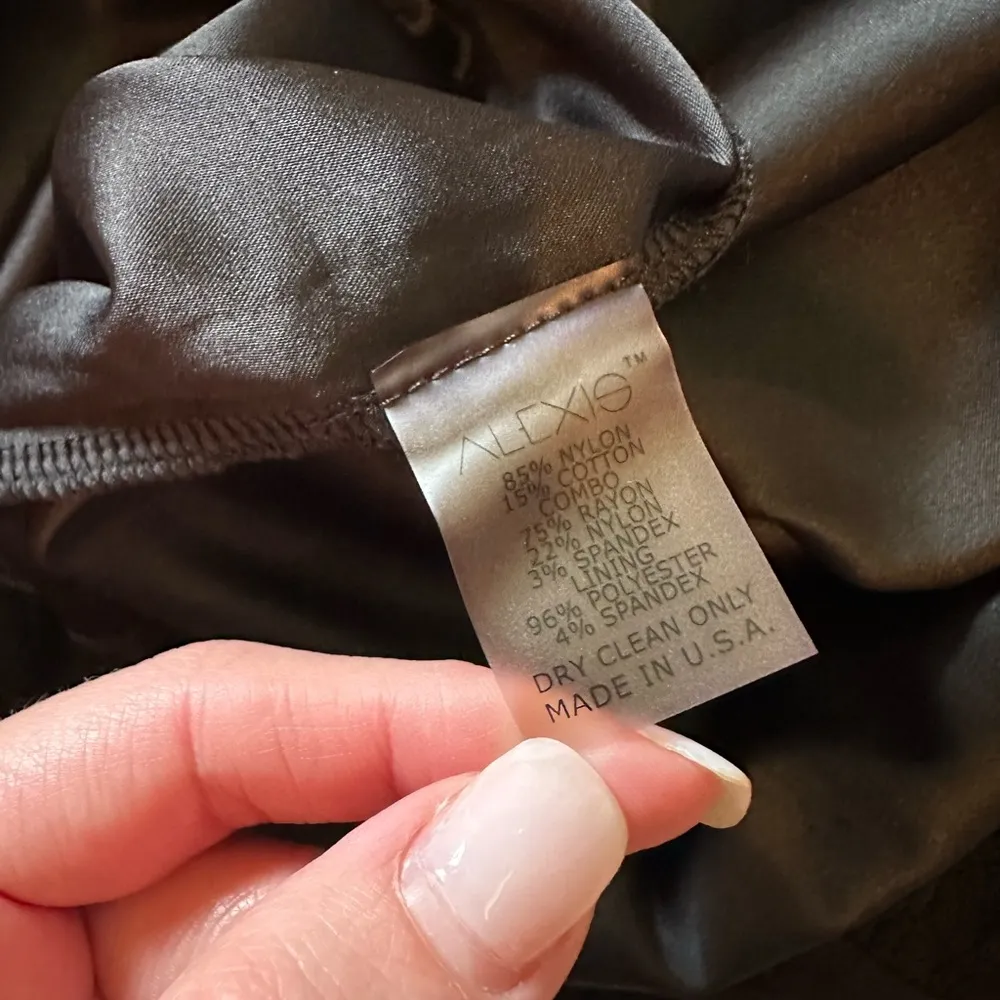 ALEXIS™
85% NYLON
15% COTTON
COMBO
75% RAYON
22% NYLON
3% SPANDEX
LINING
96% POLYESTER
4% SPANDEX
DRY CLEAN ONLY
MADE IN U.S.A.